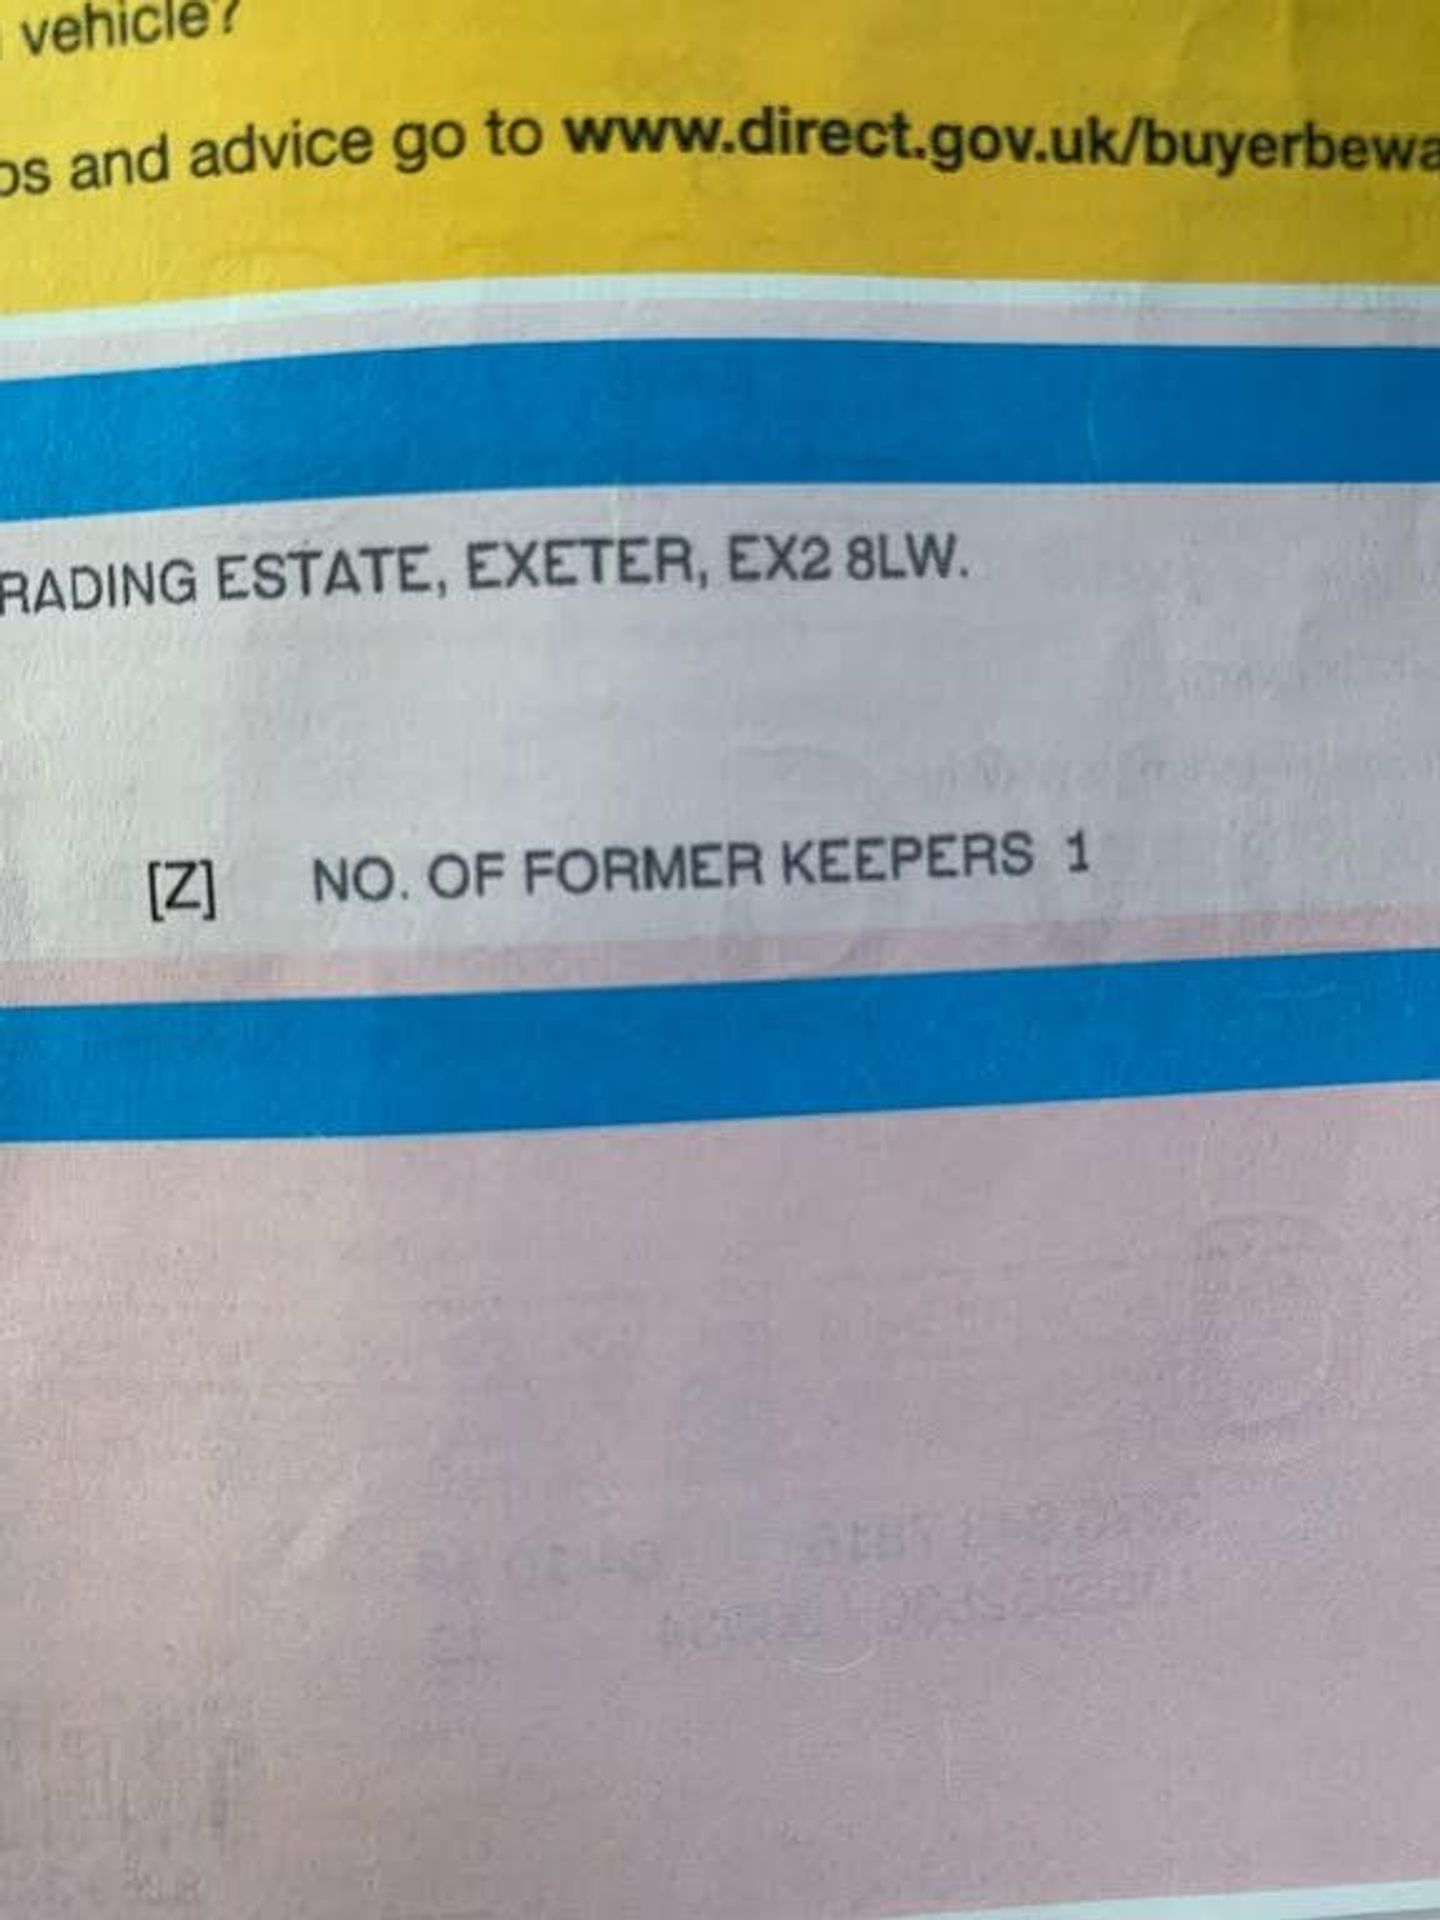 vehicle?
and advice go to www.direct.gov.uk/buyerbewa
RADING ESTATE, EXETER, EX2 8LW.
[Z] NO. OF FORMER KEEPERS 1